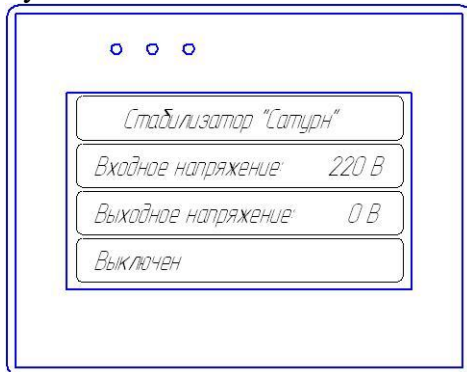 Стабилизатор "Сатурн"
Входное напряжение: 220 В
Выходное напряжение: 0 В
Выключен